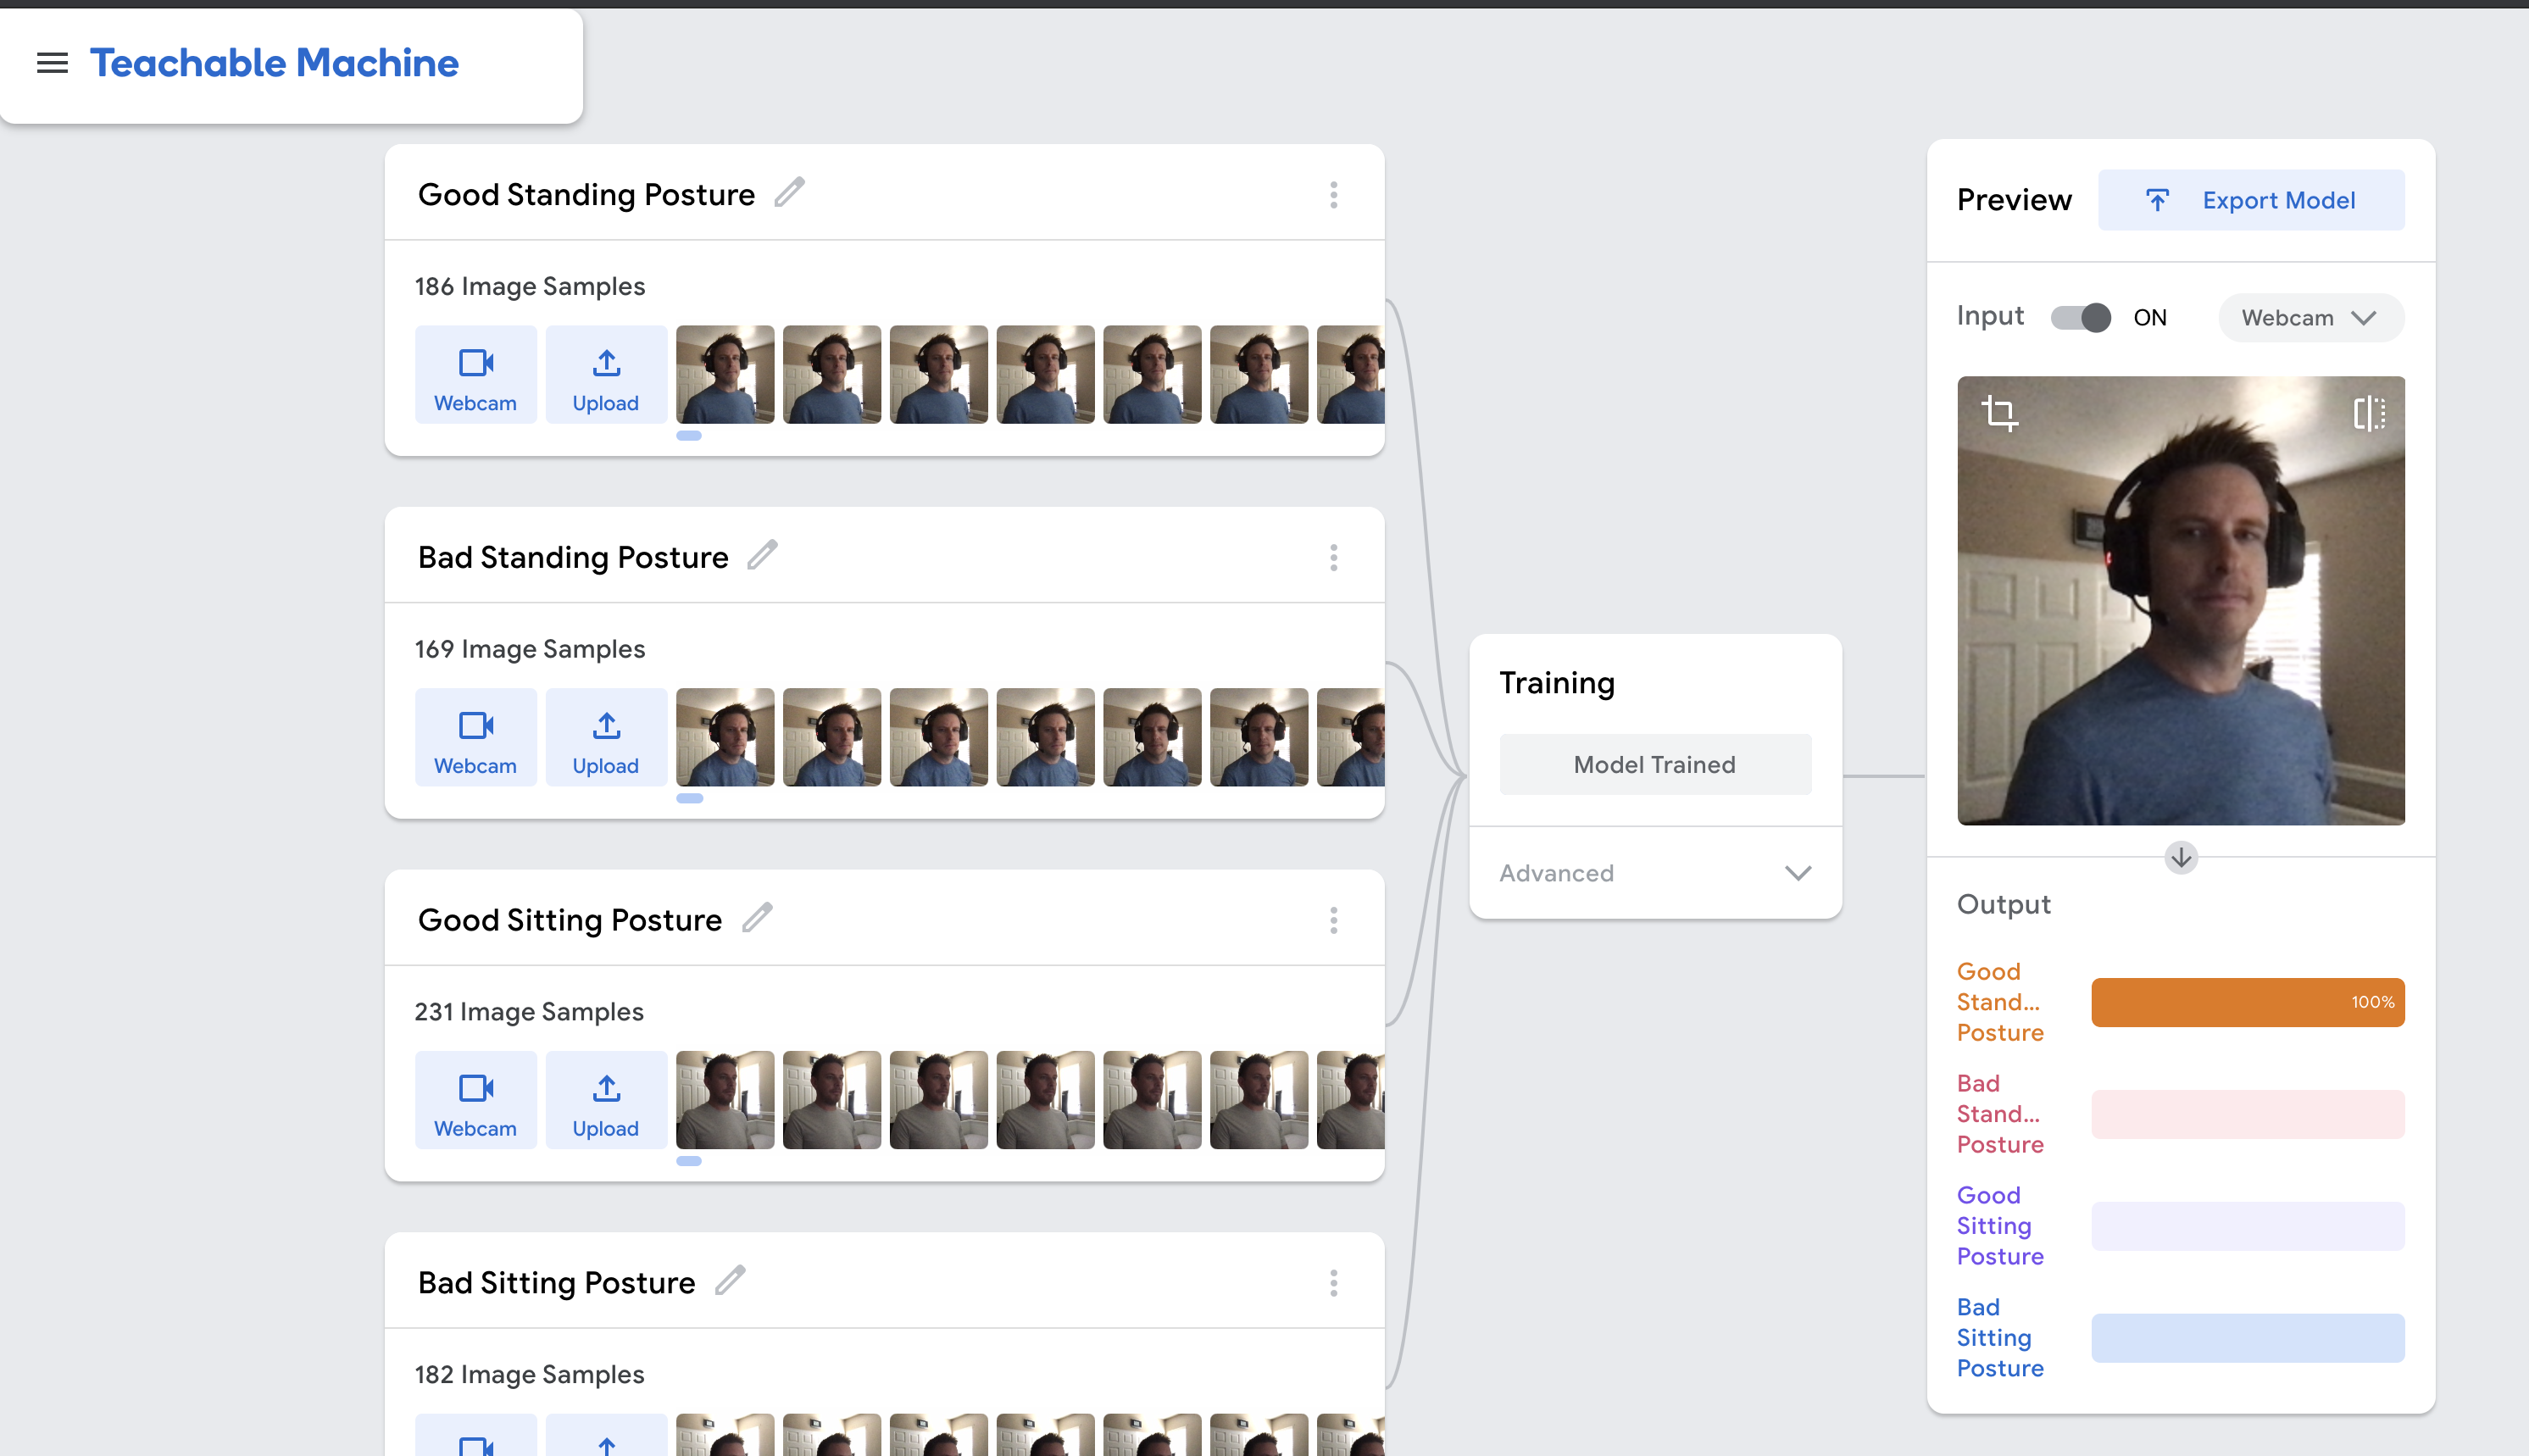 Teachable Machine
Good Standing Posture
186 Image Samples
Webcam
Upload
Bad Standing Posture
169 Image Samples
Webcam
Upload
Good Sitting Posture
231 Image Samples
Webcam
Upload
Bad Sitting Posture
182 Image Samples
Training
Model Trained
Advanced
Preview
Export Model
Input
ON
Webcam
Output
Good
Stand...
Posture
100%
Bad
Stand...
Posture
Good
Sitting
Posture
Bad
Sitting
Posture